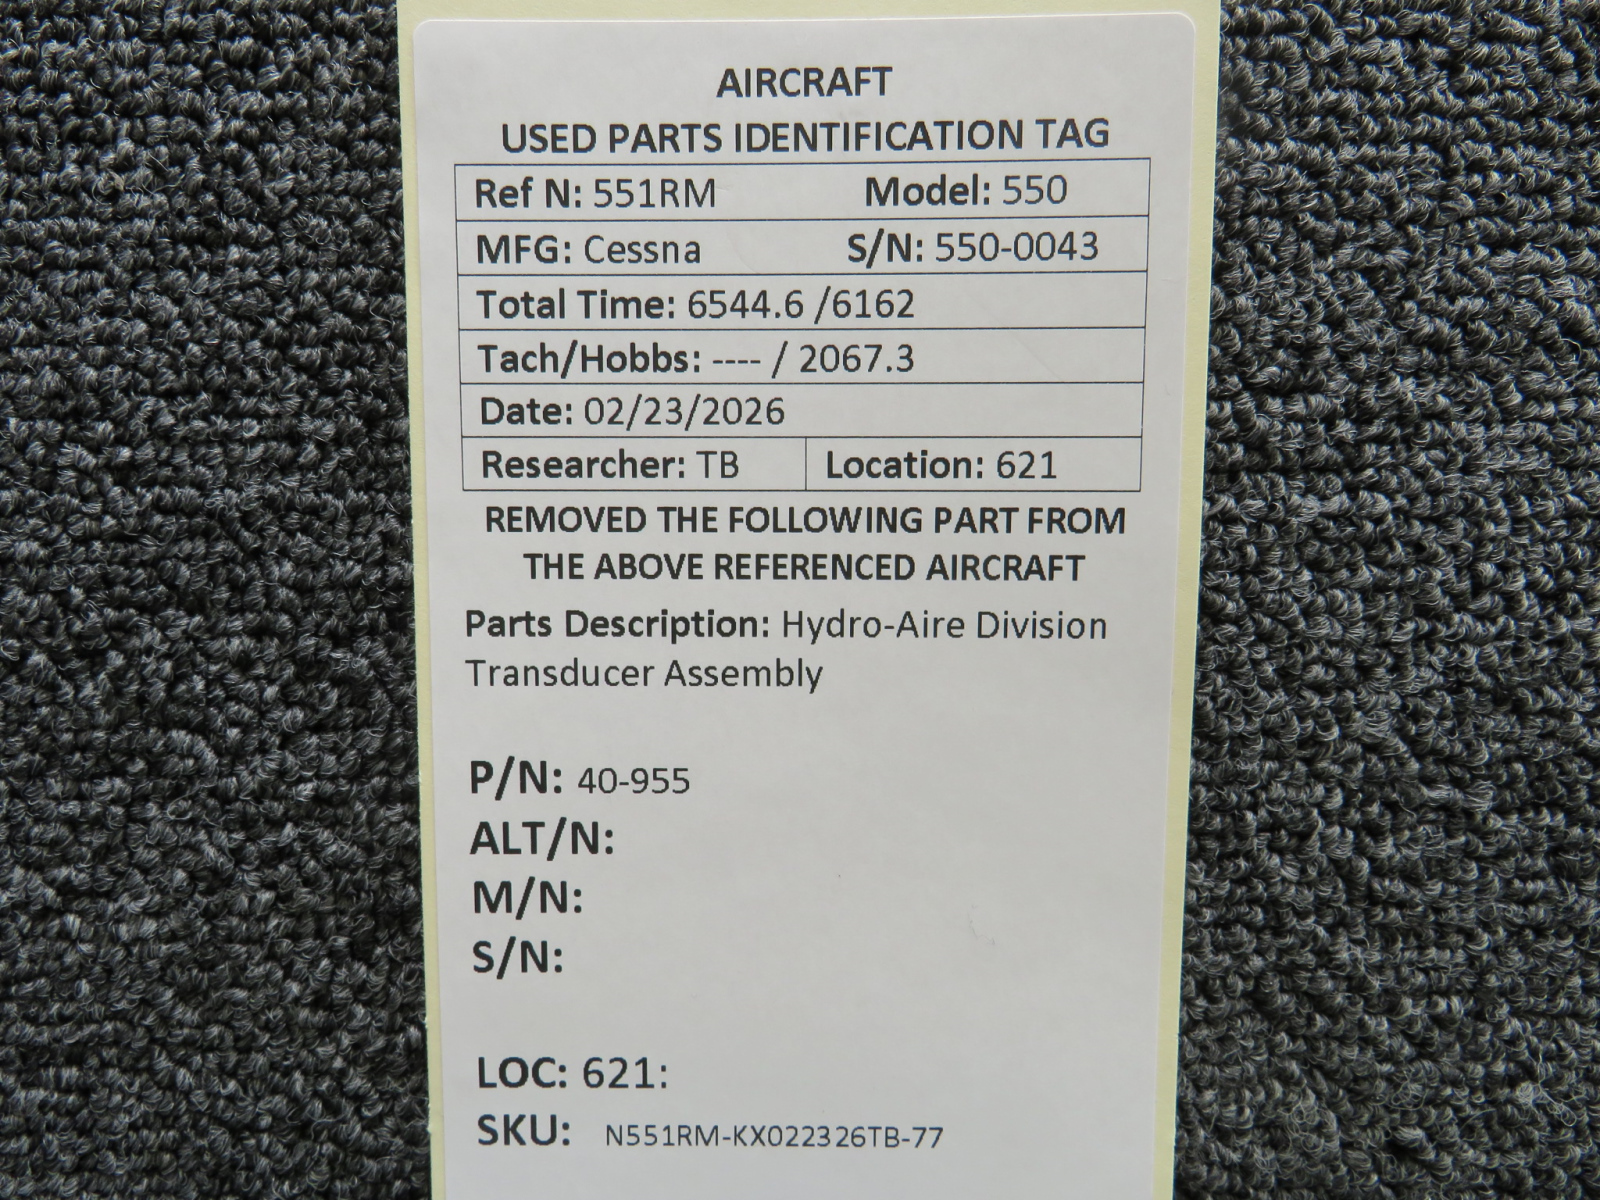 AIRCRAFT
USED PARTS IDENTIFICATION TAG
Ref N: 551RM Model: 550
MFG: Cessna S/N: 550-0043
Total Time: 6544.6 /6162
Tach/Hobbs: ---- / 2067.3
Date: 02/23/2026
Researcher: TB Location: 621
REMOVED THE FOLLOWING PART FROM
THE ABOVE REFERENCED AIRCRAFT
Parts Description: Hydro-Aire Division
Transducer Assembly
P/N: 40-955
ALT/N:
M/N:
S/N:
LOC: 621:
SKU: N551RM-KX022326TB-77